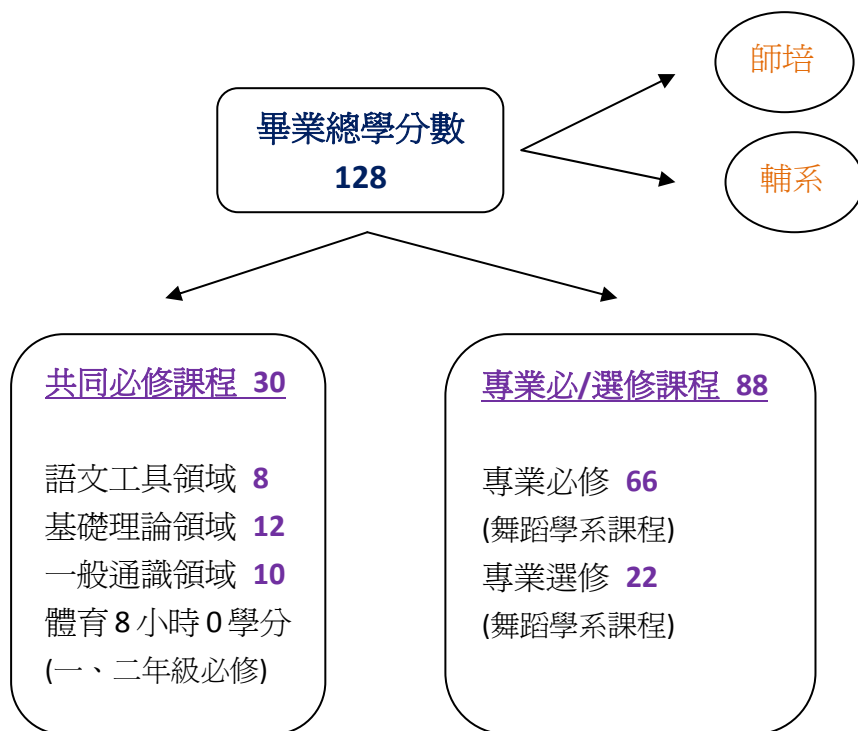 師培
畢業總學分數
128
輔系
共同必修課程 30
語文工具領域 8
基礎理論領域 12
一般通識領域 10
體育 8 小時 0 學分
(一、二年級必修)
專業必/選修課程 88
專業必修 66
(舞蹈學系課程)
專業選修 22
(舞蹈學系課程)